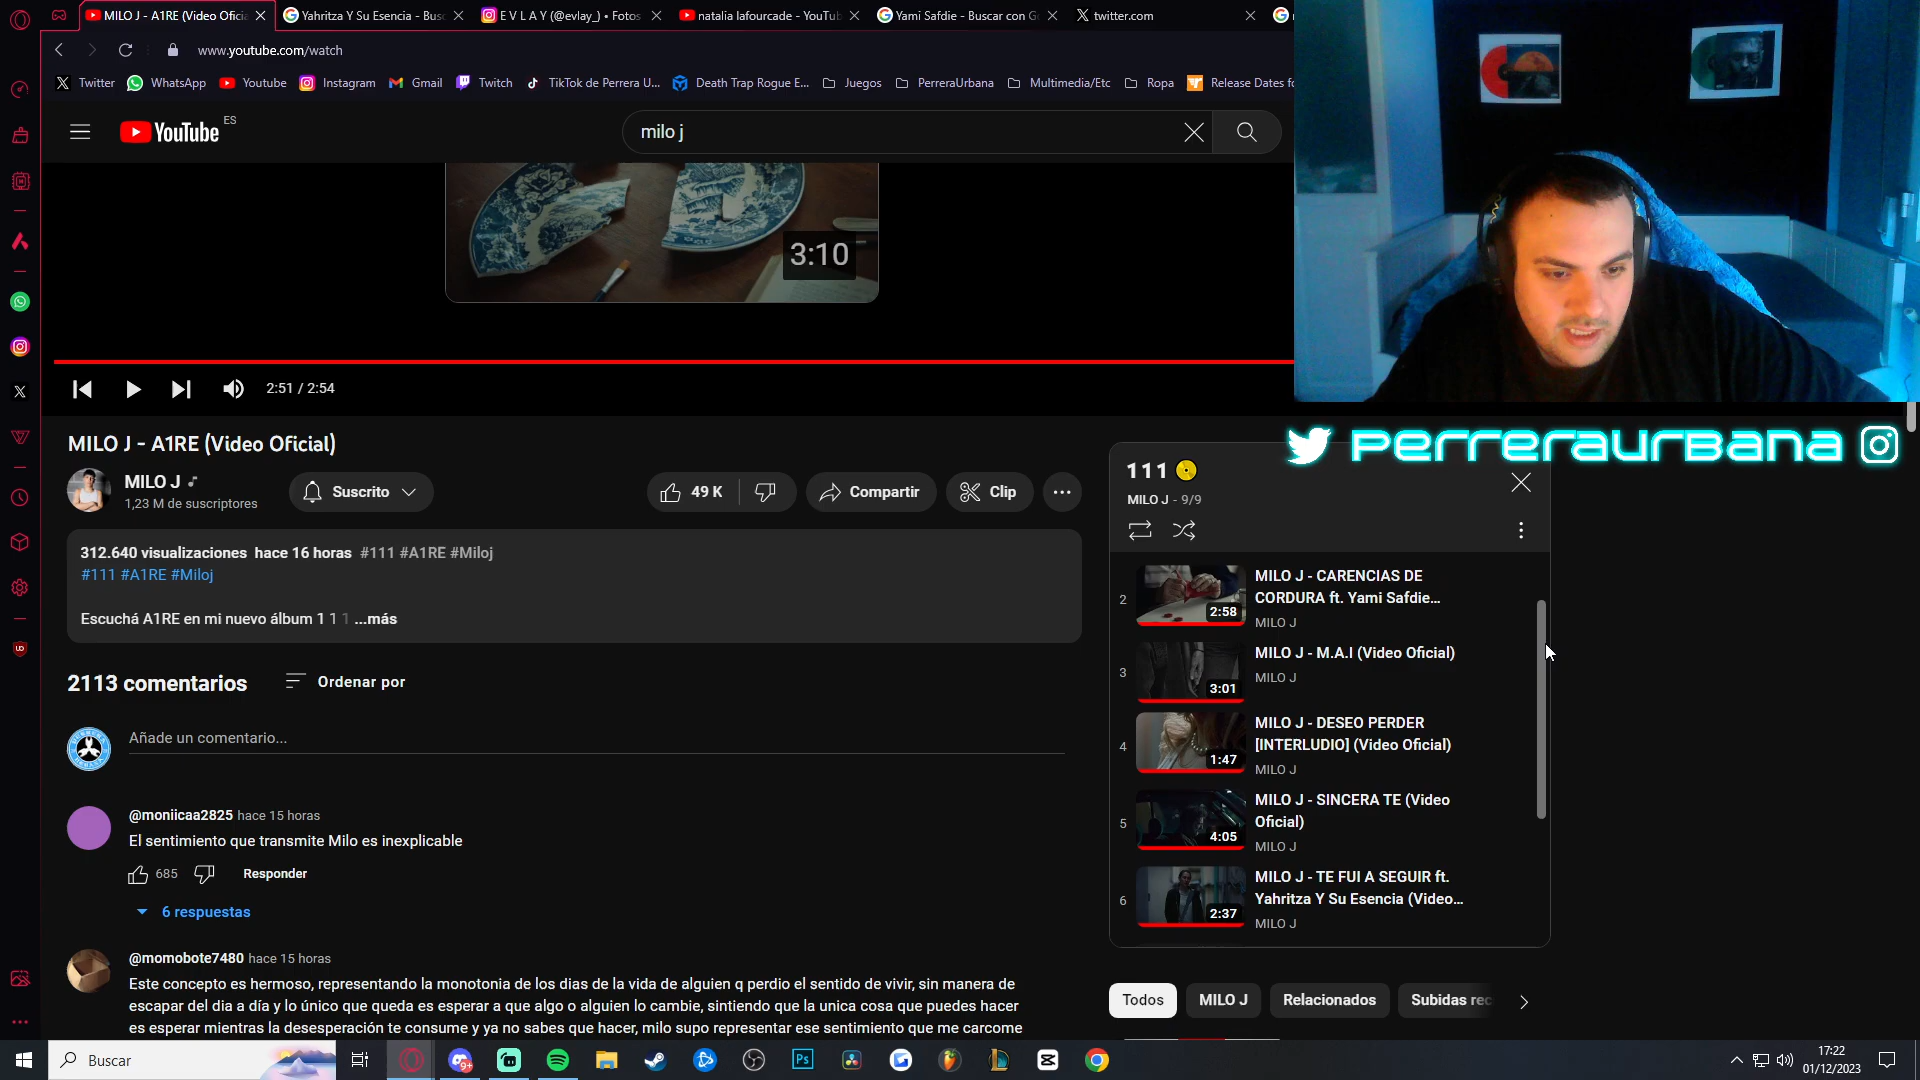 MILO J - A1RE (Video Oficia
Yahritza Y Su Esencia - Bus
E V L A Y (@evlay_) • Fotos
natalia lafourcade - YouTub
Yami Safdie - Buscar con G
twitter.com
www.youtube.com/watch
Twitter
WhatsApp
Youtube
Instagram
Gmail
Twitch
TikTok de Perrera U...
Death Trap Rogue E...
Juegos
PerreraUrbana
Multimedia/Etc
Ropa
Release Dates fo
YouTube ES
milo j
3:10
2:51 / 2:54
perreraurbana
MILO J - A1RE (Video Oficial)
MILO J
1,23 M de suscriptores
Suscrito
49 K
Compartir
Clip
312.640 visualizaciones hace 16 horas #111 #A1RE #Miloj
#111 #A1RE #Miloj
Escuchá A1RE en mi nuevo álbum 1 1 1 ...más
2113 comentarios
Ordenar por
Añade un comentario...
@moniicaa2825 hace 15 horas
El sentimiento que transmite Milo es inexplicable
685
Responder
6 respuestas
@momobote7480 hace 15 horas
Este concepto es hermoso, representando la monotonia de los dias de la vida de alguien q perdio el sentido de vivir, sin manera de
escapar del dia a día y lo único que queda es esperar a que algo o alguien lo cambie, sintiendo que la unica cosa que puedes hacer
es esperar mientras la desesperación te consume y ya no sabes que hacer, milo supo representar ese sentimiento que me carcome
111
MILO J - 9/9
2
2:58
MILO J - CARENCIAS DE
CORDURA ft. Yami Safdie...
MILO J
3
3:01
MILO J - M.A.I (Video Oficial)
MILO J
4
1:47
MILO J - DESEO PERDER
[INTERLUDIO] (Video Oficial)
MILO J
5
4:05
MILO J - SINCERA TE (Video
Oficial)
MILO J
6
2:37
MILO J - TE FUI A SEGUIR ft.
Yahritza Y Su Esencia (Video...
MILO J
Todos
MILO J
Relacionados
Subidas rec
Buscar
9+
Ps
17:22
01/12/2023